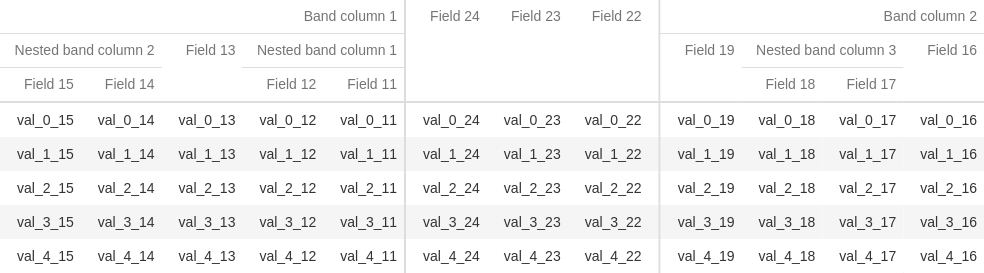 Band column 1 Field 24 Field 23 Field 22 Band column 2
Nested band column 2 Field 13 Nested band column 1 Field 19 Nested band column 3 Field 16
Field 15 Field 14 Field 12 Field 11 Field 18 Field 17
val_0_15 val_0_14 val_0_13 val_0_12 val_0_11 val_0_24 val_0_23 val_0_22 val_0_19 val_0_18 val_0_17 val_0_16
val_1_15 val_1_14 val_1_13 val_1_12 val_1_11 val_1_24 val_1_23 val_1_22 val_1_19 val_1_18 val_1_17 val_1_16
val_2_15 val_2_14 val_2_13 val_2_12 val_2_11 val_2_24 val_2_23 val_2_22 val_2_19 val_2_18 val_2_17 val_2_16
val_3_15 val_3_14 val_3_13 val_3_12 val_3_11 val_3_24 val_3_23 val_3_22 val_3_19 val_3_18 val_3_17 val_3_16
val_4_15 val_4_14 val_4_13 val_4_12 val_4_11 val_4_24 val_4_23 val_4_22 val_4_19 val_4_18 val_4_17 val_4_16